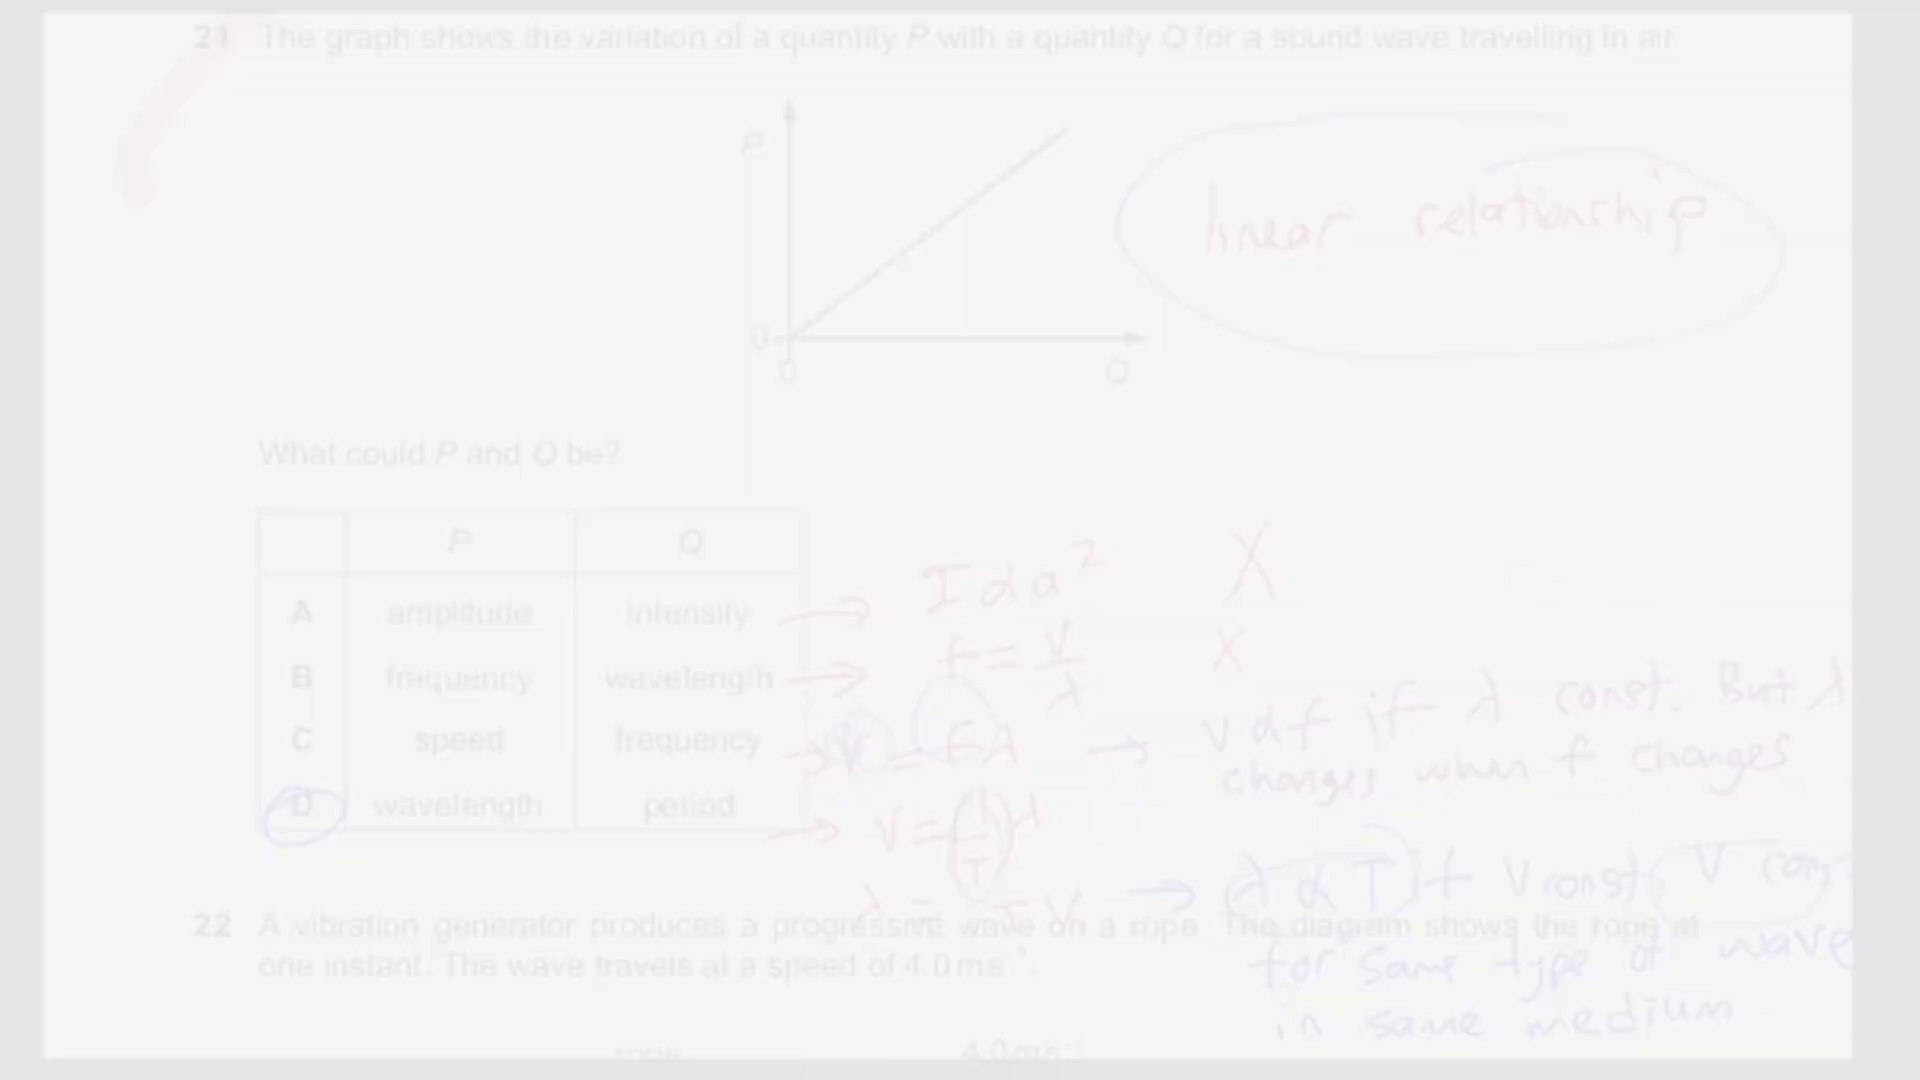 21 The graph shows the variation of a quantity P with a quantity Q for a sound wave travelling in air.
P
linear relationship
0
0
Q
What could P and Q be?
P Q
A amplitude intensity → I α a² X
B frequency wavelength → f = v/λ X
C speed frequency → v = fλ → v α f if λ const. But λ
changes when f changes
D wavelength period → v = (1/T)λ
λ = TV → λ α T if v const. V const
for same type of wave
in same medium
22 A vibration generator produces a progressive wave on a rope. The diagram shows the rope at
one instant. The wave travels at a speed of 4.0 m s⁻¹.
rope 4.0 m s⁻¹